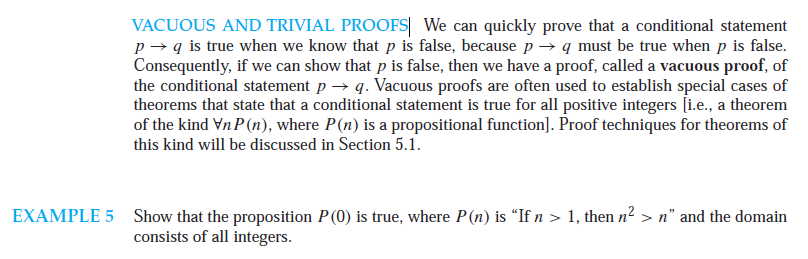 VACUOUS AND TRIVIAL PROOFS We can quickly prove that a conditional statement
p → q is true when we know that p is false, because p → q must be true when p is false.
Consequently, if we can show that p is false, then we have a proof, called a vacuous proof, of
the conditional statement p → q. Vacuous proofs are often used to establish special cases of
theorems that state that a conditional statement is true for all positive integers [i.e., a theorem
of the kind ∀nP(n), where P(n) is a propositional function]. Proof techniques for theorems of
this kind will be discussed in Section 5.1.
EXAMPLE 5 Show that the proposition P(0) is true, where P(n) is “If n > 1, then n² > n” and the domain
consists of all integers.